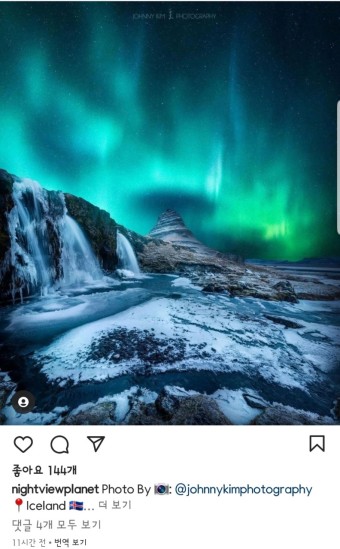 JOHNNY KIM PHOTOGRAPHY
좋아요 144개
nightviewplanet Photo By 📷: @johnnykimphotography
📍Iceland 🇮🇸... 더 보기
댓글 4개 모두 보기
11시간 전 • 번역 보기